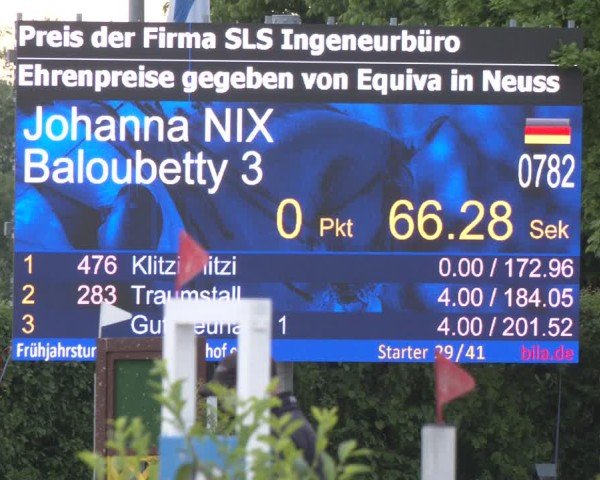 Preis der Firma SLS Ingeneurbüro
Ehrenpreise gegeben von Equiva in Neuss
Johanna NIX
Baloubetty 3 0782
0 Pkt 66.28 Sek
1 476 0.00 / 172.96
2 283 Traumstall 4.00 / 184.05
3 1 4.00 / 201.52
Starter 29/41 bila.de